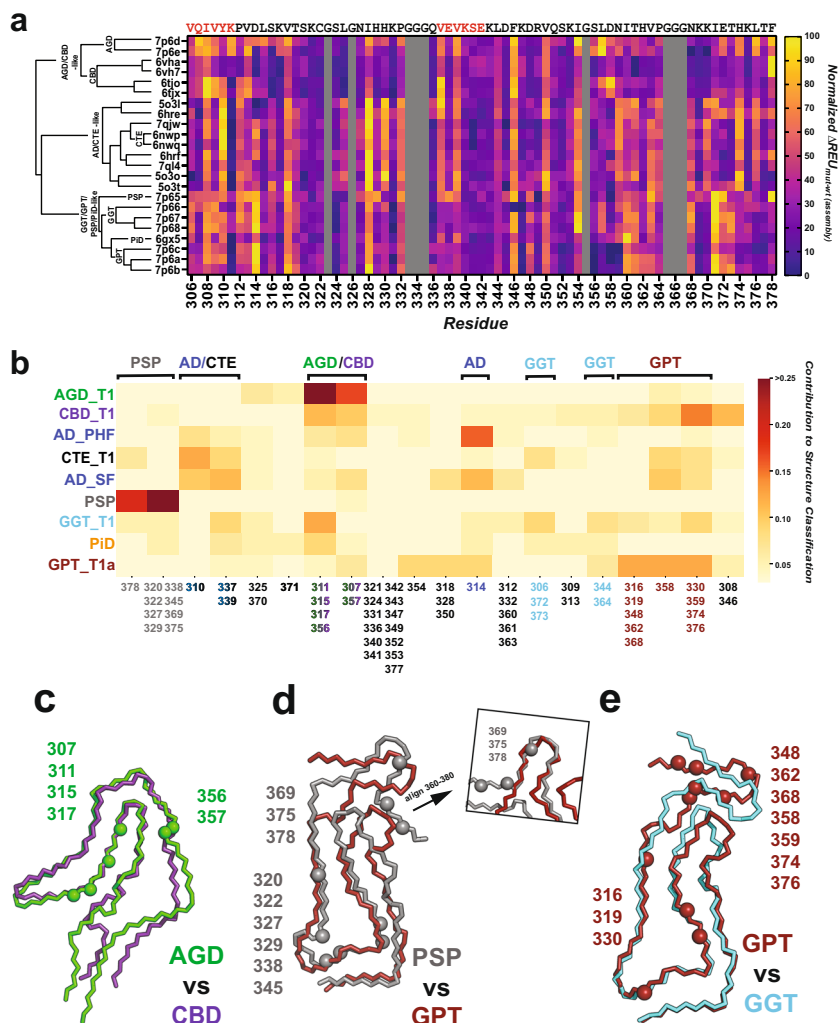 a
VQIVYKPVDLSKVTSKCGSLGNIHHKPGGGQVEVKSEKLDFKDRVQSKIGSLDNITHVPGGGNKKIETHKLTF
AGD/CBD
-like
AGD
CBD
AD/CTE-like
CTE
GGT/GPT/
PSP/PiD-like
PSP
GGT
PiD
GPT
7p6d
7p6e
6vha
6vh7
6tjo
6tjx
5o3l
6hre
7qjw
6nwp
6nwq
6hrf
7ql4
5o3o
5o3t
7p65
7p66
7p67
7p68
6gx5
7p6c
7p6a
7p6b
306 308 310 312 314 316 318 320 322 324 326 328 330 332 334 336 338 340 342 344 346 348 350 352 354 356 358 360 362 364 366 368 370 372 374 376 378
Residue
100
90
80
70
60
50
40
30
20
10
0
Normalized ΔREU mut-wt (assembly)
b
PSP AD/CTE AGD/CBD AD GGT GGT GPT
AGD_T1
CBD_T1
AD_PHF
CTE_T1
AD_SF
PSP
GGT_T1
PiD
GPT_T1a
>0.25
0.20
0.15
0.10
0.05
Contribution to Structure Classification
378 320 338 310 337 325 371 311 307 321 342 354 318 314 312 306 309 344 316 358 330 308
322 345 339 370 315 357 324 343 328 332 372 313 364 319 359 346
327 369 317 331 347 350 360 373 348 374
329 375 356 336 349 361 362 376
340 352 363 368
341 353
377
c
307
311
315
317
356
357
AGD
vs
CBD
d
369
375
378
320
322
327
329
338
345
align 360-380
369
375
378
PSP
vs
GPT
e
348
362
368
358
359
374
376
316
319
330
GPT
vs
GGT